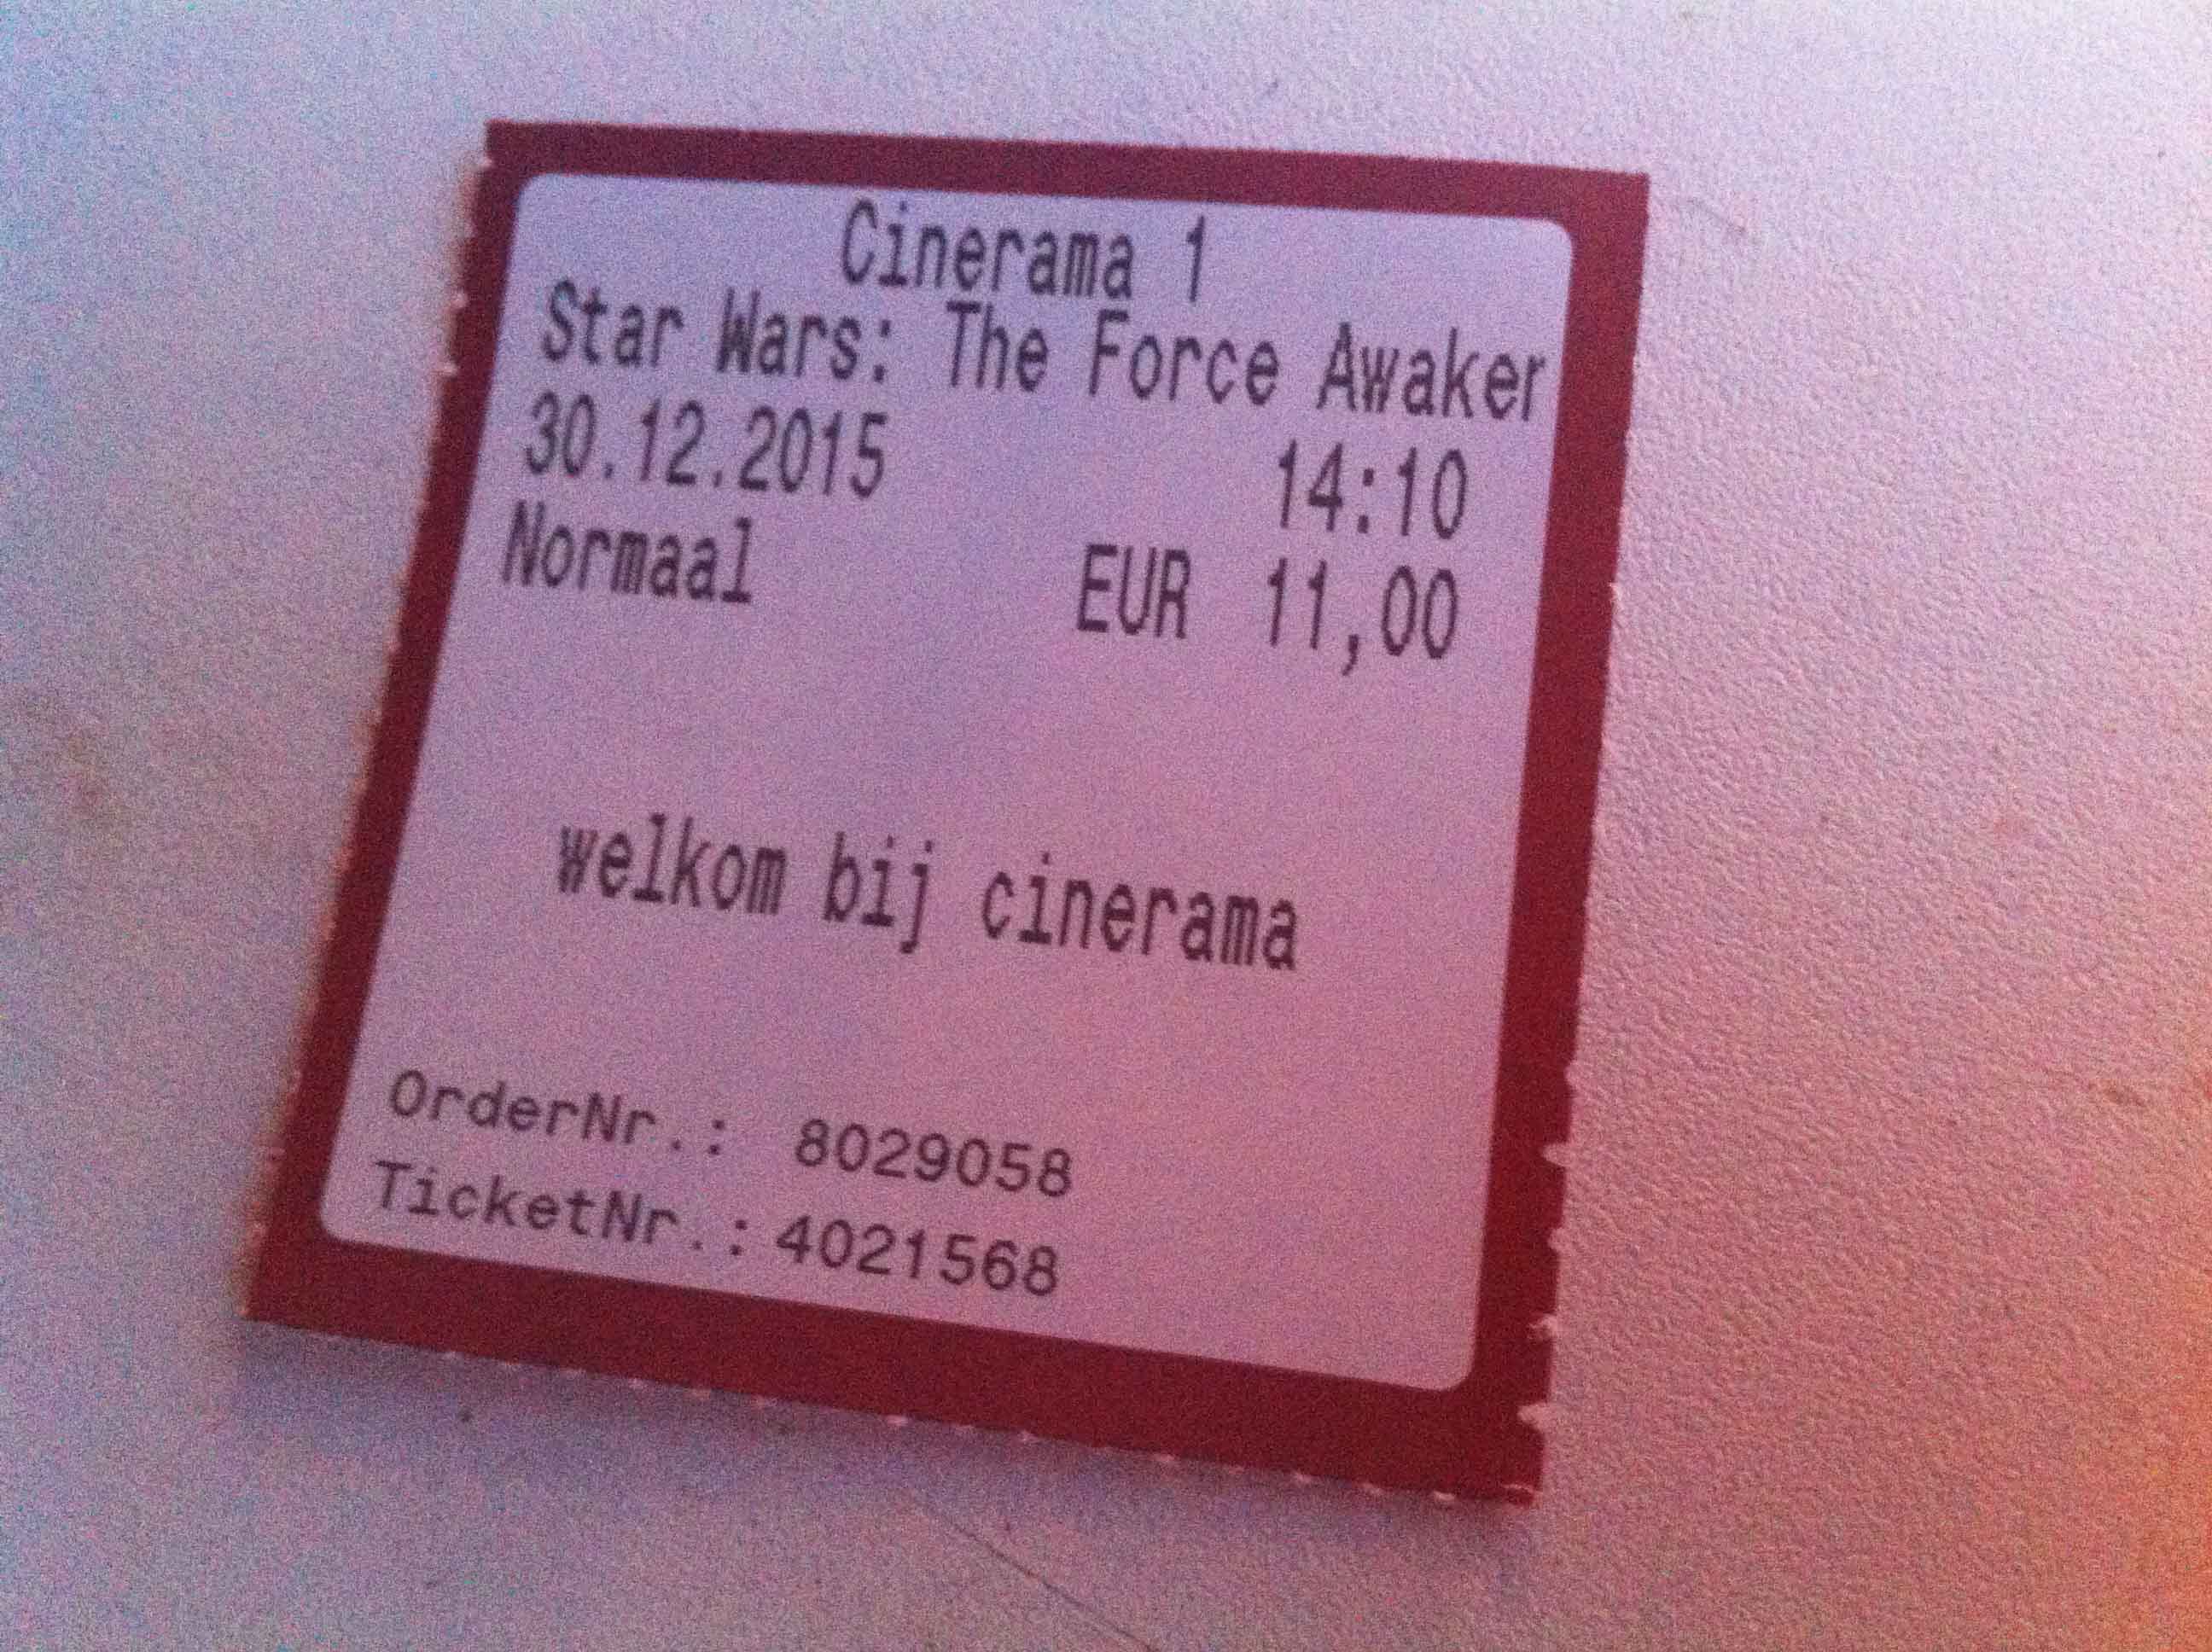 Cinerama 1
Star Wars: The Force Awaker
30.12.2015 14:10
Normaal EUR 11,00
welkom bij cinerama
OrderNr.: 8029058
TicketNr.: 4021568